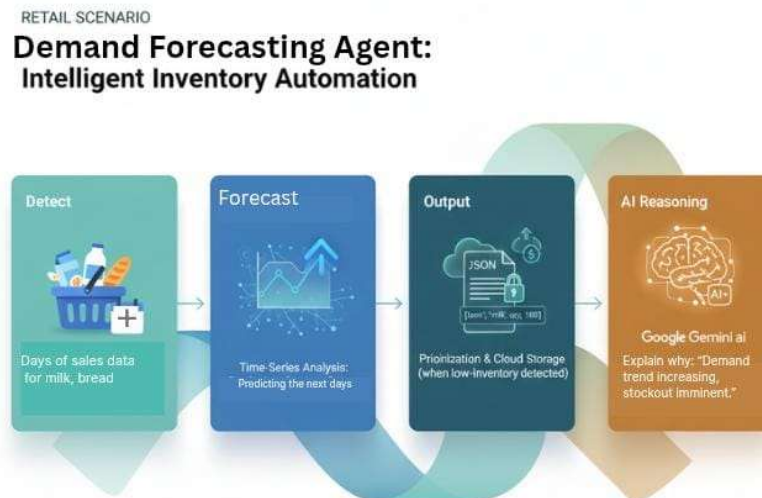 RETAIL SCENARIO
Demand Forecasting Agent:
Intelligent Inventory Automation
Detect
Days of sales data
for milk, bread
Forecast
Time-Series Analysis:
Predicting the next days
Output
JSON
"milk,
Prioinization & Cloud Storage
(when low-inventory detected)
AI Reasoning
AI+
Google Gemini ai
Explain why: "Demand
trend increasing,
stockout imminent."